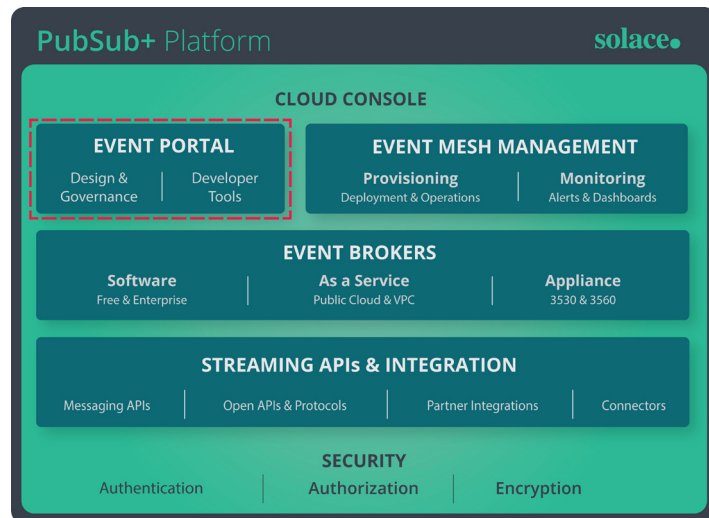 PubSub+ Platform
solace
CLOUD CONSOLE
EVENT PORTAL
Design & Governance
Developer Tools
EVENT MESH MANAGEMENT
Provisioning
Deployment & Operations
Monitoring
Alerts & Dashboards
EVENT BROKERS
Software
Free & Enterprise
As a Service
Public Cloud & VPC
Appliance
3530 & 3560
STREAMING APIs & INTEGRATION
Messaging APIs
Open APIs & Protocols
Partner Integrations
Connectors
SECURITY
Authentication
Authorization
Encryption